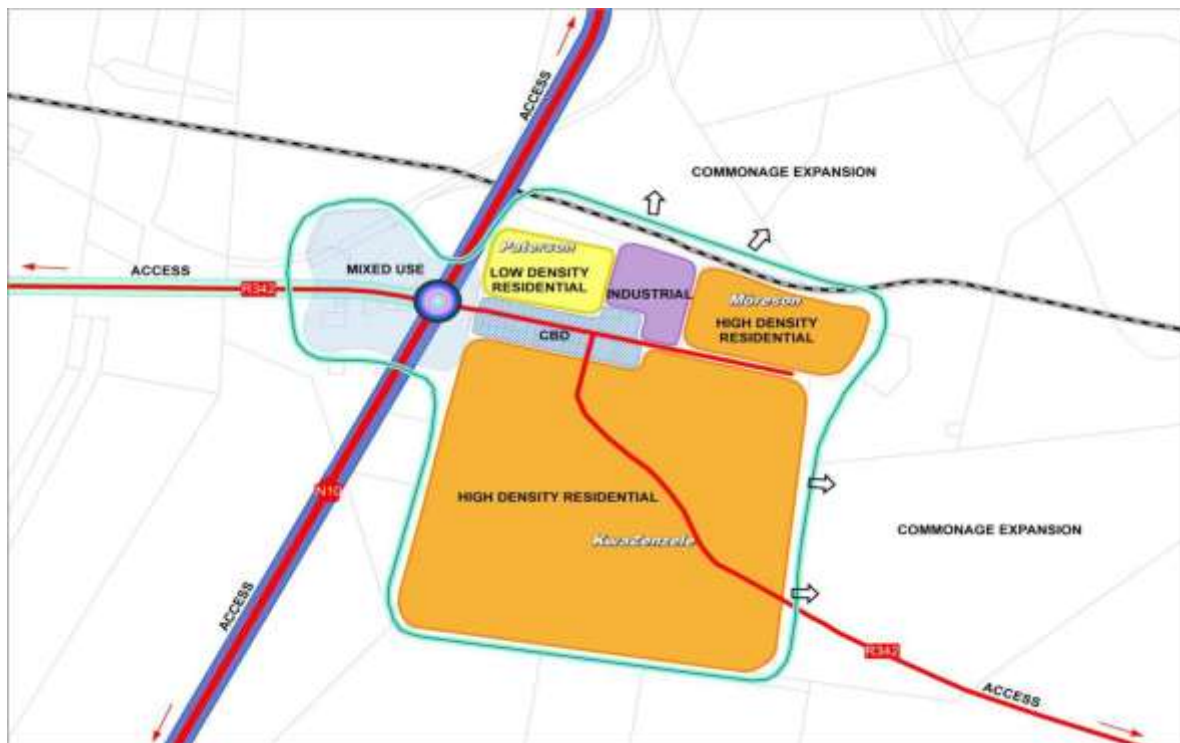 ACCESS
COMMONAGE EXPANSION
ACCESS
MIXED USE
Paterson
LOW DENSITY
RESIDENTIAL
INDUSTRIAL
R342
Moreson
HIGH DENSITY
RESIDENTIAL
CBD
N10
HIGH DENSITY RESIDENTIAL
KwaZenzele
COMMONAGE EXPANSION
ACCESS
R342
ACCESS